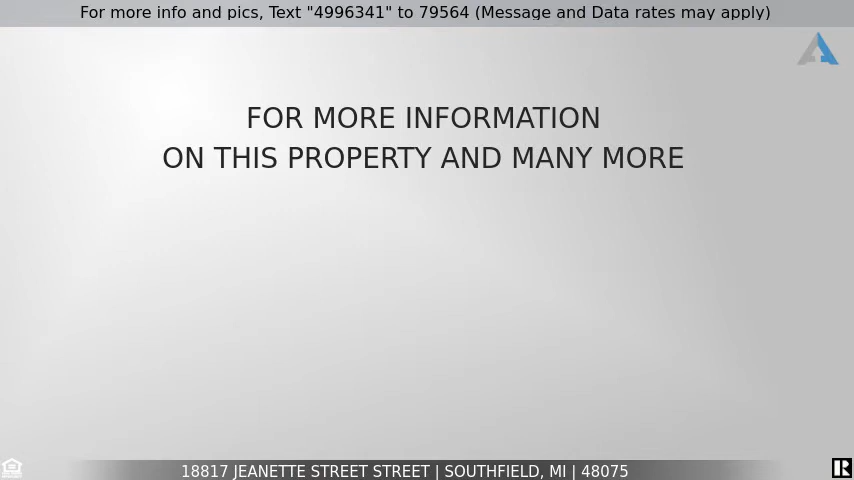 For more info and pics, Text "4996341" to 79564 (Message and Data rates may apply)
FOR MORE INFORMATION
ON THIS PROPERTY AND MANY MORE
18817 JEANETTE STREET STREET | SOUTHFIELD, MI | 48075